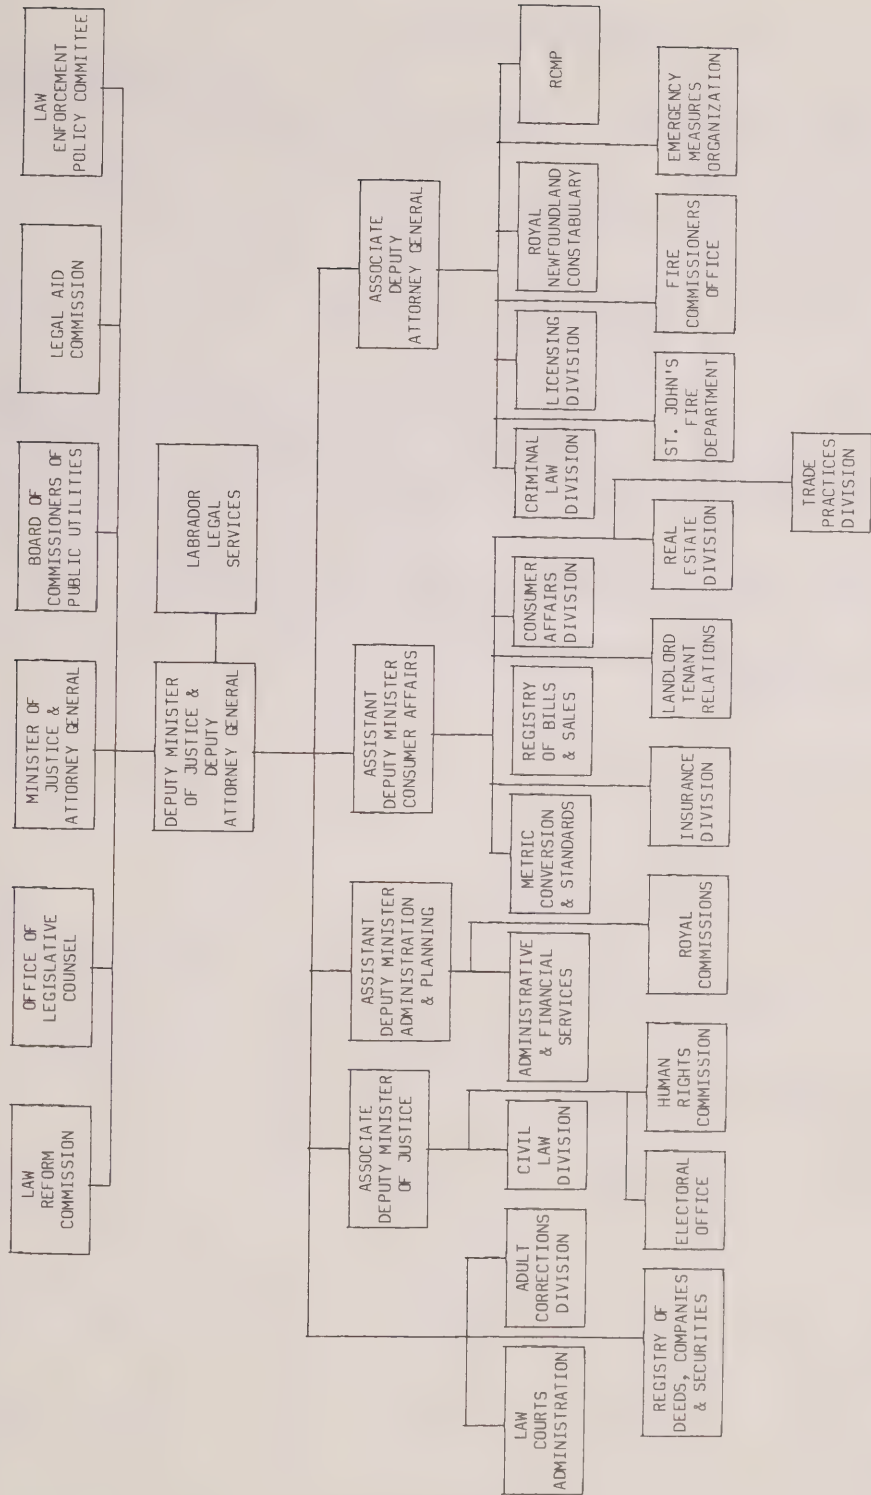 LAW
REFORM
COMMISSION
OFFICE OF
LEGISLATIVE
COUNSEL
MINISTER OF
JUSTICE &
ATTORNEY GENERAL
BOARD OF
COMMISSIONERS OF
PUBLIC UTILITIES
LEGAL AID
COMMISSION
LAW
ENFORCEMENT
POLICY COMMITTEE
DEPUTY MINISTER
OF JUSTICE &
DEPUTY
ATTORNEY GENERAL
LABRADOR
LEGAL
SERVICES
ASSOCIATE
DEPUTY MINISTER
OF JUSTICE
ASSISTANT
DEPUTY MINISTER
ADMINISTRATION
& PLANNING
ASSISTANT
DEPUTY MINISTER
CONSUMER AFFAIRS
ASSOCIATE
DEPUTY
ATTORNEY GENERAL
LAW
COURTS
ADMINISTRATION
ADULT
CORRECTIONS
DIVISION
CIVIL
LAW
DIVISION
ADMINISTRATIVE
& FINANCIAL
SERVICES
METRIC
CONVERSION
& STANDARDS
REGISTRY
OF BILLS
& SALES
CONSUMER
AFFAIRS
DIVISION
CRIMINAL
LAW
DIVISION
LICENSING
DIVISION
ROYAL
NEWFOUNDLAND
CONSTABULARY
RCMP
REGISTRY OF
DEEDS, COMPANIES
& SECURITIES
ELECTORAL
OFFICE
HUMAN
RIGHTS
COMMISSION
ROYAL
COMMISSIONS
INSURANCE
DIVISION
LANDLORD
TENANT
RELATIONS
REAL
ESTATE
DIVISION
ST. JOHN'S
FIRE
DEPARTMENT
FIRE
COMMISSIONERS
OFFICE
EMERGENCY
MEASURES
ORGANIZATION
TRADE
PRACTICES
DIVISION